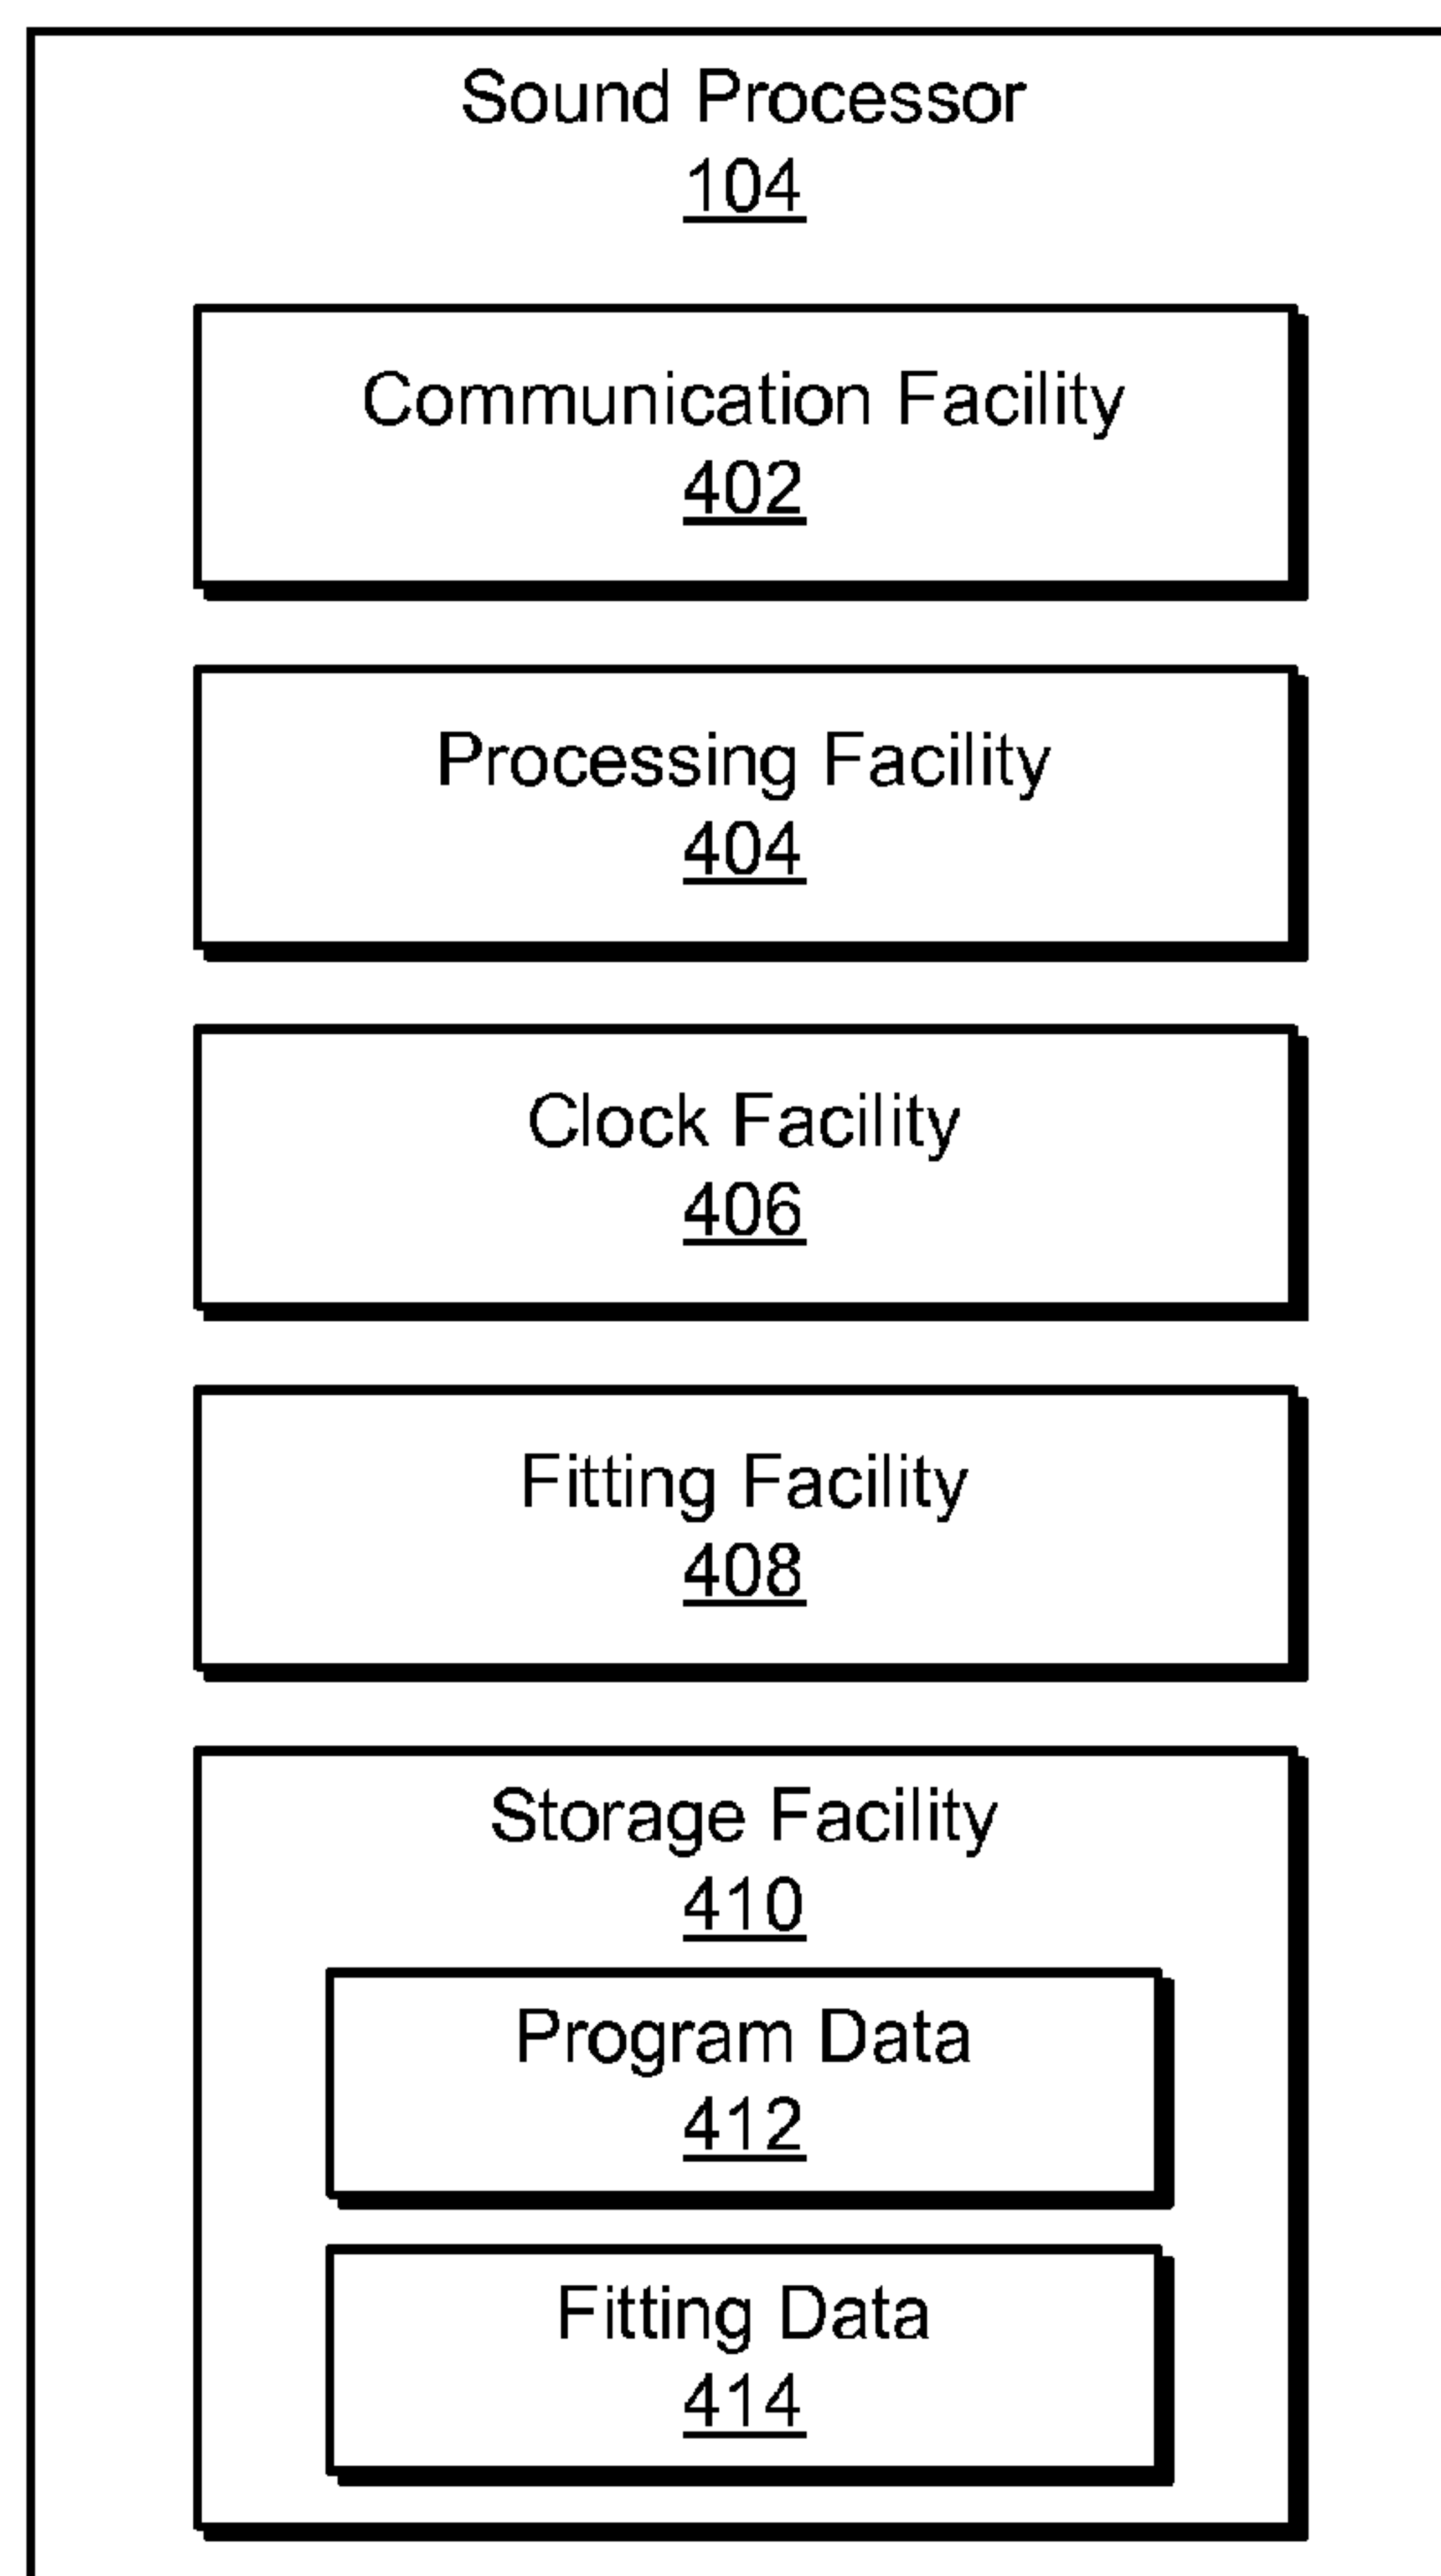 Sound Processor
104
Communication Facility
402
Processing Facility
404
Clock Facility
406
Fitting Facility
408
Storage Facility
410
Program Data
412
Fitting Data
414